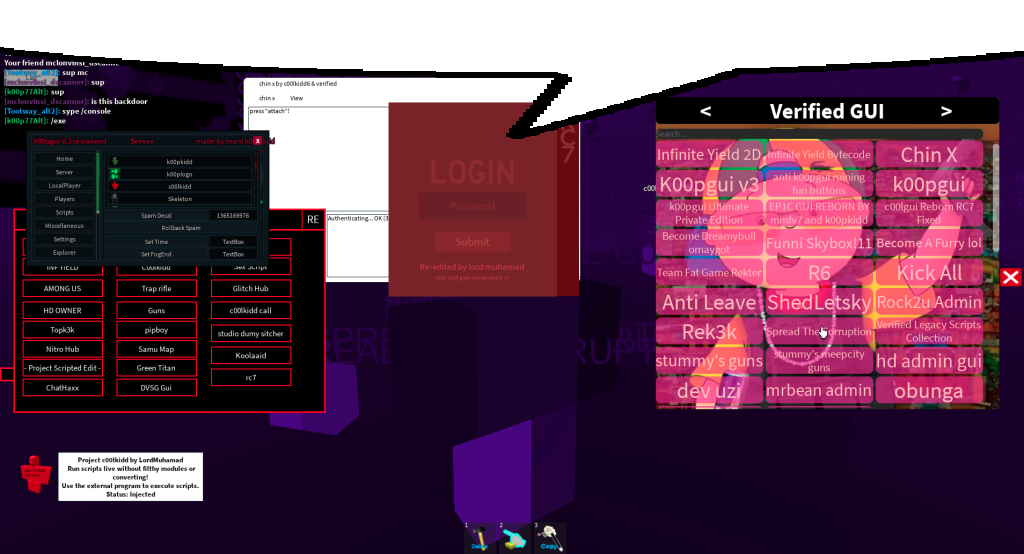 Your friend mclonvinsi_dscanner
[Tootway_alt2]: sup mc
[mclonvinsi_dscanner]: sup
[k00p77Alt]: sup
[mclonvinsi_dscanner]: is this backdoor
[Tootway_alt2]: sype /console
[k00p77Alt]: /exe
k00pgui V.3 rewakend
Server
made by team k00pkidd
X
Home
Server
LocalPlayer
Players
Scripts
Miscellaneous
Settings
Explorer
k00pkidd
k00plogo
c00lkidd
Skeleton
Spam Decal
1365169976
Rollback Spam
Set Time
TextBox
Set FogEnd
TextBox
RE
INF YIELD
C00lkidd
Sex Script
AMONG US
Trap rifle
Glitch Hub
HD OWNER
Guns
c00lkidd call
Topk3k
pipboy
studio dumy sitcher
Nitro Hub
Samu Map
Koolaaid
- Project Scripted Edit -
Green Titan
rc7
ChatHaxx
DVSG Gui
chin x by c00lkidd6 & verified
chin x
View
press "attach"!
Authenticating...OK
C
7
LOGIN
Password
Submit
Re-edited by lord muhamad
<
Verified GUI
>
Search...
Infinite Yield 2D
Infinite Yield Bytecode
Chin X
K00pgui v3
anti k00pgui ruining
fun buttons
k00pgui
k00pgui Ultimate
Private Edition
EP1C GUI REBORN BY
mmfy7 and k00pkidd
c00lgui Reborn RC7
Fixed
Become Dreamybull
omaygot
Funni Skybox!11
Become A Furry lol
Team Fat Game Rekter
R6
Kick All
Anti Leave
ShedLetsky
Rock2u Admin
Rek3k
Spread The Corruption
Verified Legacy Scripts
Collection
stummy's guns
stummy's meepcity
guns
hd admin gui
dev uzi
mrbean admin
obunga
Project c00lkidd by LordMuhamad
Run scripts live without filthy modules or
converting!
Use the external program to execute scripts.
Status: Injected
1
2
3
Copy